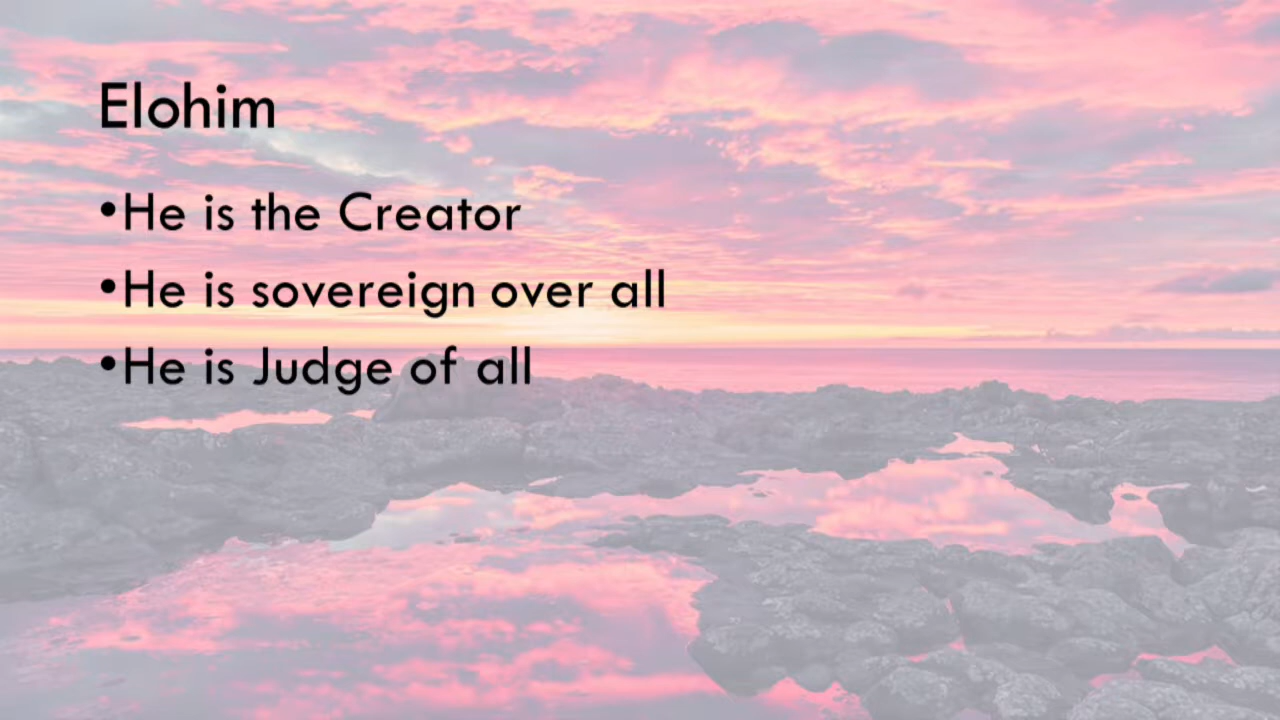 Elohim
•He is the Creator
•He is sovereign over all
•He is Judge of all